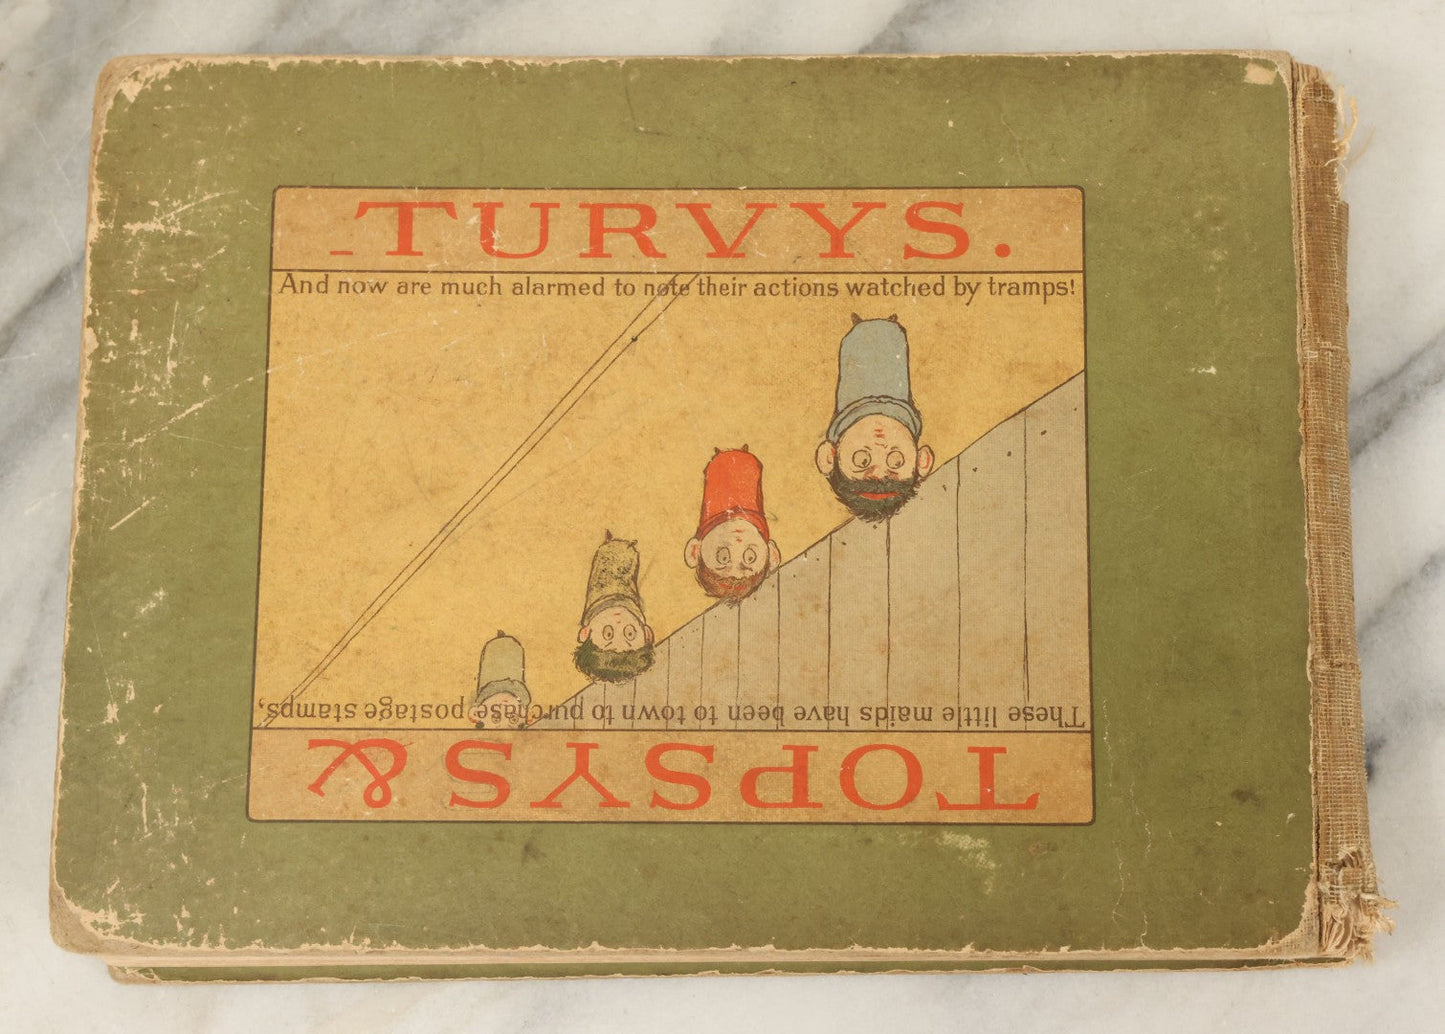 TURVYS.
And now are much alarmed to note their actions watched by tramps!
These little maids have been to town to purchase postage stamps,
TOPSYS &